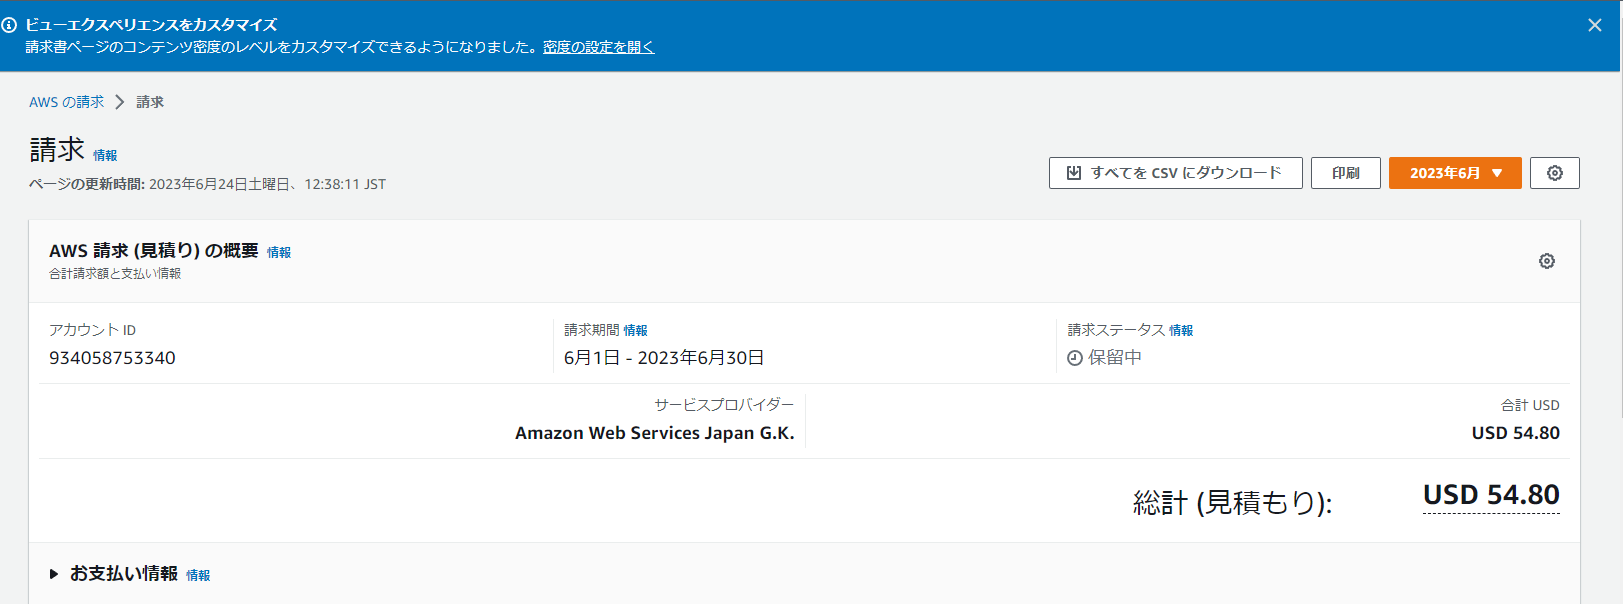 ビューエクスペリエンスをカスタマイズ
請求書ページのコンテンツ密度のレベルをカスタマイズできるようになりました。密度の設定を開く
AWS の請求 > 請求
請求 情報
ページの更新時間: 2023年6月24日土曜日、12:38:11 JST
すべてを CSV にダウンロード 印刷 2023年6月
AWS 請求 (見積り) の概要 情報
合計請求額と支払い情報
アカウント ID
934058753340
請求期間 情報
6月1日 - 2023年6月30日
請求ステータス 情報
保留中
サービスプロバイダー
Amazon Web Services Japan G.K.
合計 USD
USD 54.80
総計 (見積もり): USD 54.80
お支払い情報 情報